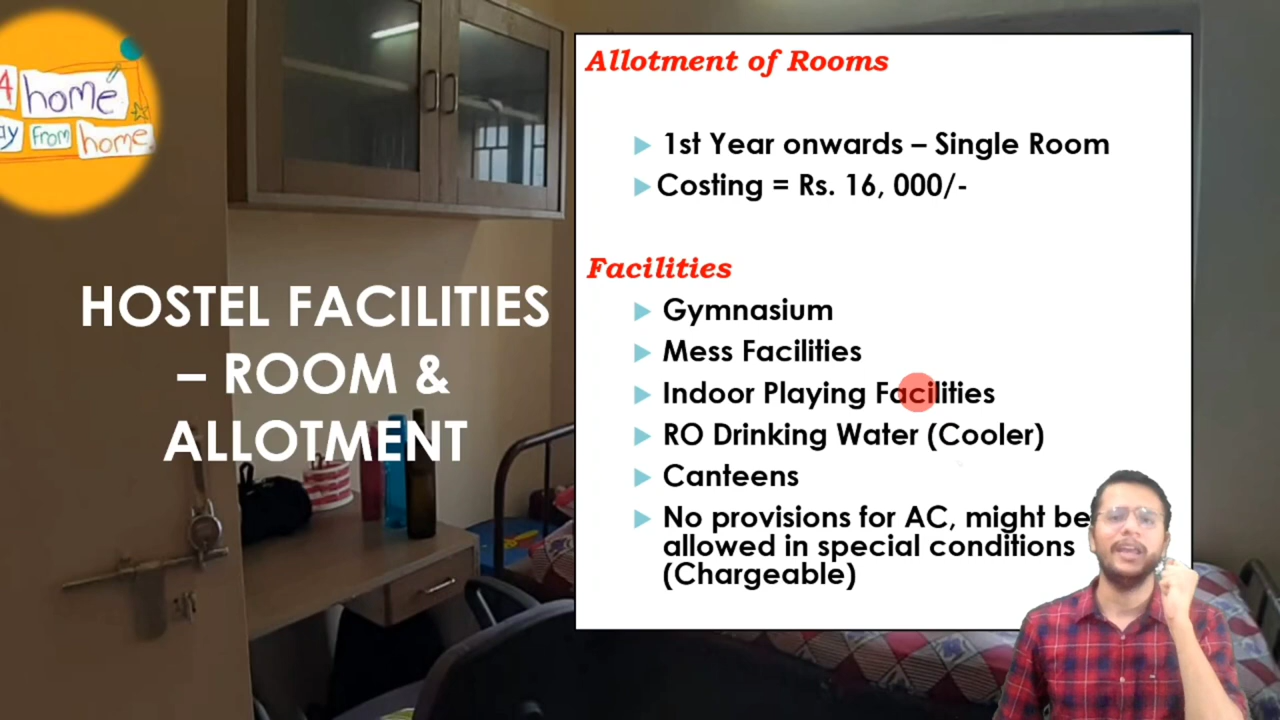 A home
ay from home
HOSTEL FACILITIES
– ROOM &
ALLOTMENT
Allotment of Rooms
1st Year onwards – Single Room
Costing = Rs. 16, 000/-
Facilities
Gymnasium
Mess Facilities
Indoor Playing Facilities
RO Drinking Water (Cooler)
Canteens
No provisions for AC, might be
allowed in special conditions
(Chargeable)